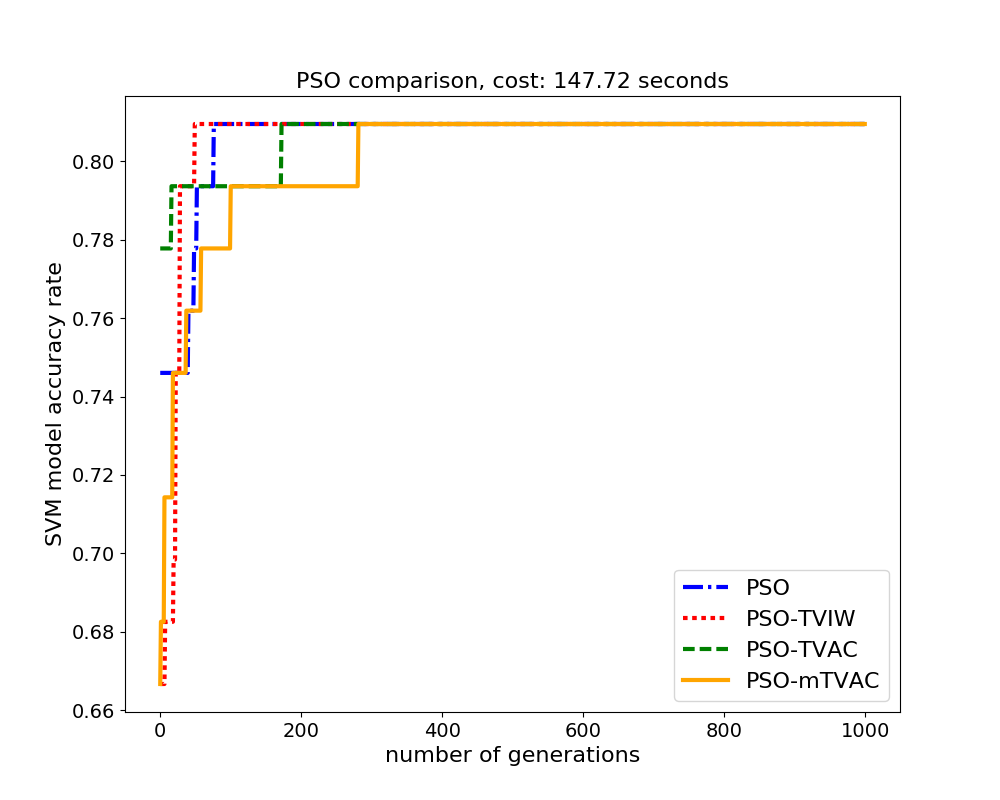 PSO comparison, cost: 147.72 seconds
SVM model accuracy rate
0.80
0.78
0.76
0.74
0.72
0.70
0.68
0.66
0
200
400
600
800
1000
number of generations
PSO
PSO-TVIW
PSO-TVAC
PSO-mTVAC